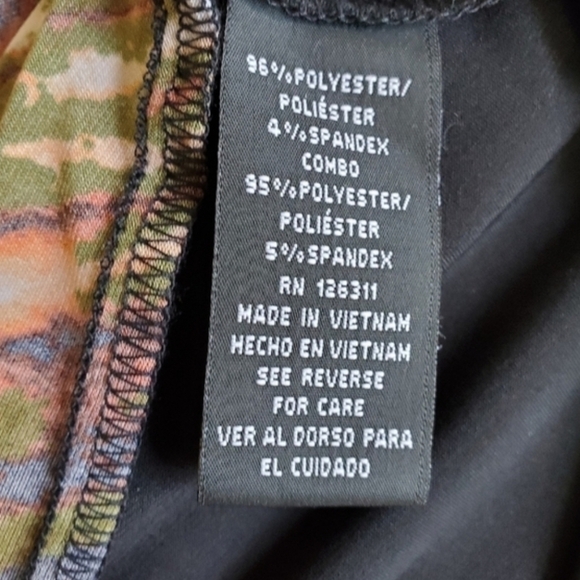 96%POLYESTER/
POLIÉSTER
4%SPANDEX
COMBO
95%POLYESTER/
POLIÉSTER
5%SPANDEX
RN 126311
MADE IN VIETNAM
HECHO EN VIETNAM
SEE REVERSE
FOR CARE
VER AL DORSO PARA
EL CUIDADO